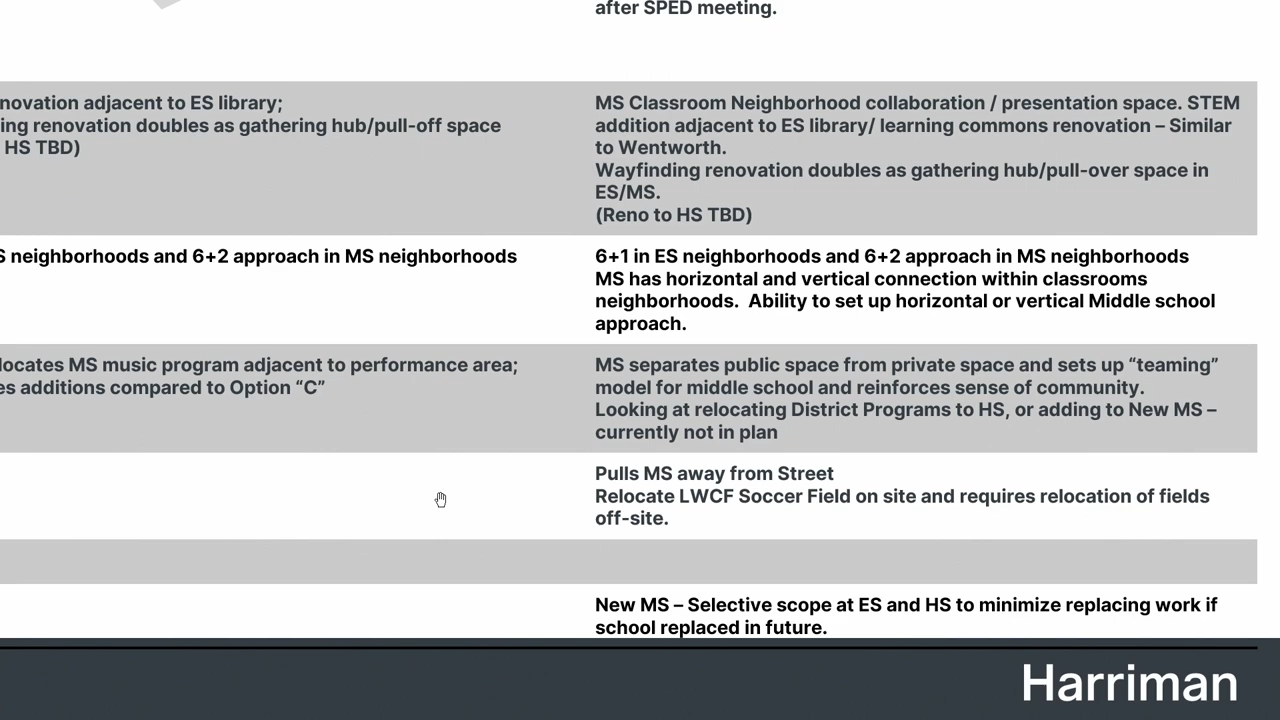 after SPED meeting.
novation adjacent to ES library;
ing renovation doubles as gathering hub/pull-off space
HS TBD)
MS Classroom Neighborhood collaboration / presentation space. STEM
addition adjacent to ES library/ learning commons renovation – Similar
to Wentworth.
Wayfinding renovation doubles as gathering hub/pull-over space in
ES/MS.
(Reno to HS TBD)
S neighborhoods and 6+2 approach in MS neighborhoods
6+1 in ES neighborhoods and 6+2 approach in MS neighborhoods
MS has horizontal and vertical connection within classrooms
neighborhoods.  Ability to set up horizontal or vertical Middle school
approach.
locates MS music program adjacent to performance area;
es additions compared to Option “C”
MS separates public space from private space and sets up “teaming”
model for middle school and reinforces sense of community.
Looking at relocating District Programs to HS, or adding to New MS –
currently not in plan
Pulls MS away from Street
Relocate LWCF Soccer Field on site and requires relocation of fields
off-site.
New MS – Selective scope at ES and HS to minimize replacing work if
school replaced in future.
Harriman